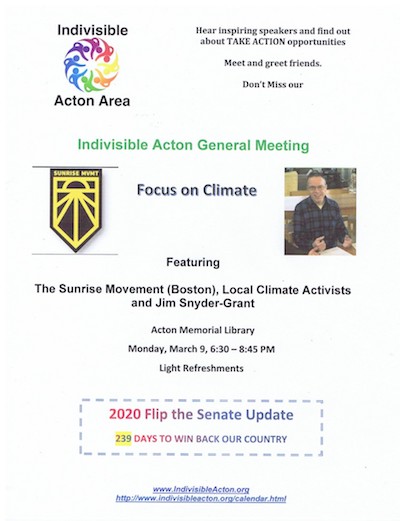 Indivisible
Acton Area
Hear inspiring speakers and find out
about TAKE ACTION opportunities
Meet and greet friends.
Don't Miss our
Indivisible Acton General Meeting
SUNRISE MVMT
Focus on Climate
Featuring
The Sunrise Movement (Boston), Local Climate Activists
and Jim Snyder-Grant
Acton Memorial Library
Monday, March 9, 6:30 – 8:45 PM
Light Refreshments
2020 Flip the Senate Update
239 DAYS TO WIN BACK OUR COUNTRY
www.IndivisibleActon.org
http://www.indivisibleacton.org/calendar.html